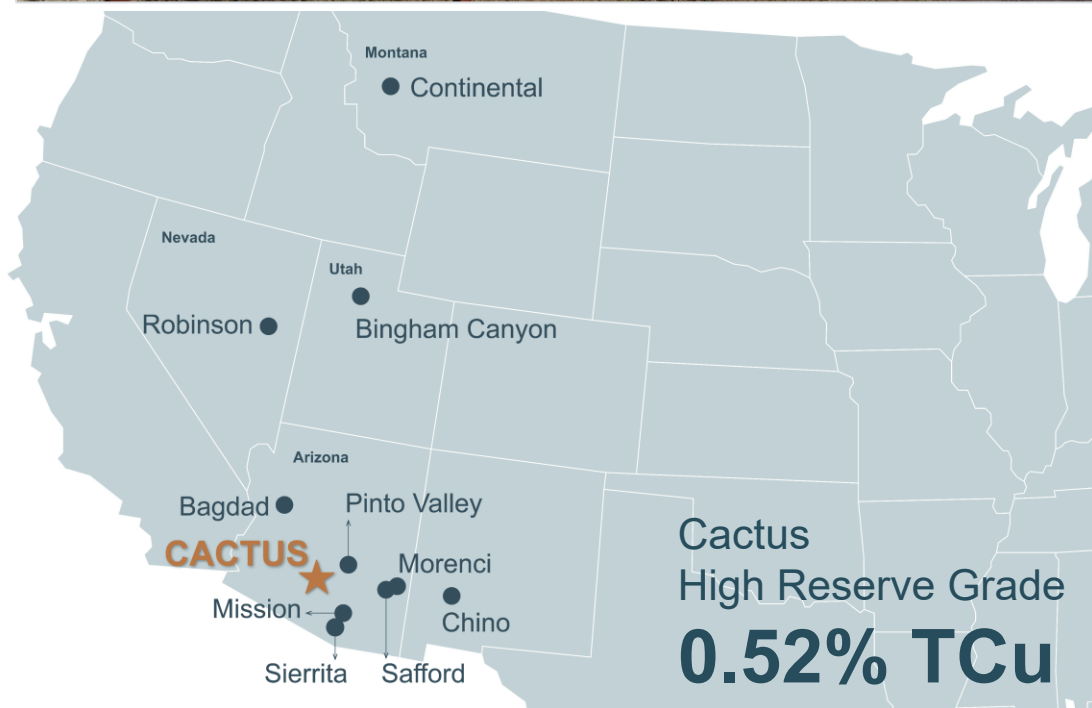 Montana
Continental
Nevada
Utah
Robinson
Bingham Canyon
Arizona
Bagdad
Pinto Valley
CACTUS
Morenci
Mission
Chino
Sierrita
Safford
Cactus
High Reserve Grade
0.52% TCu